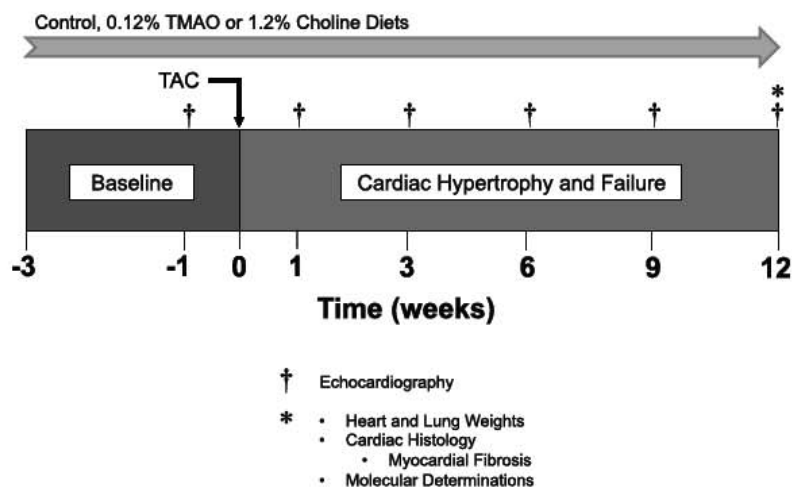 Control, 0.12% TMAO or 1.2% Choline Diets
TAC
*
† † † † † †
Baseline
Cardiac Hypertrophy and Failure
-3 -1 0 1 3 6 9 12
Time (weeks)
† Echocardiography
* • Heart and Lung Weights
• Cardiac Histology
• Myocardial Fibrosis
• Molecular Determinations